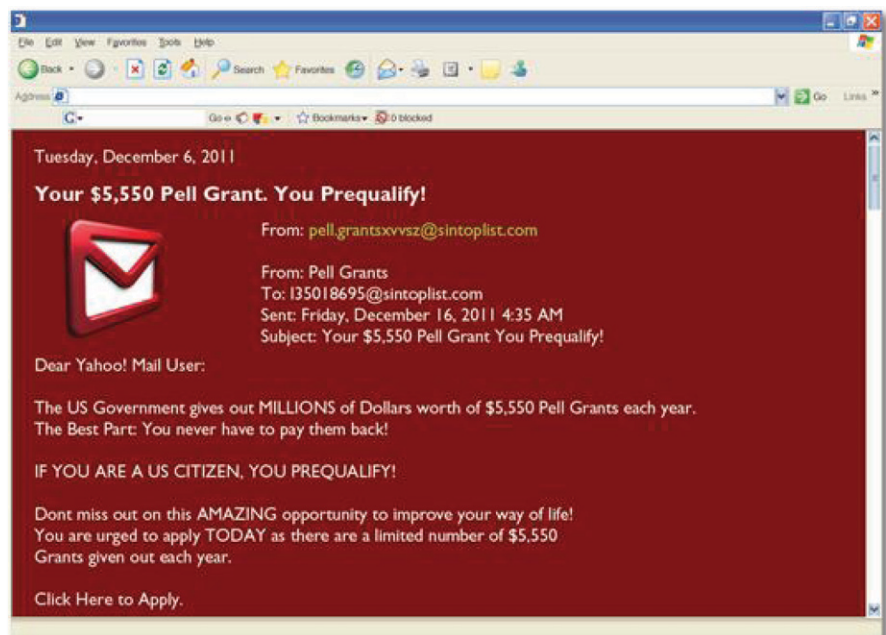 File Edit View Favorites Tools Help
Back Search Favorites
Address Go Links »
G Go Bookmarks 0 blocked
Tuesday, December 6, 2011
Your $5,550 Pell Grant. You Prequalify!
From: pell.grantsxvvsz@sintoplist.com
From: Pell Grants
To: l35018695@sintoplist.com
Sent: Friday, December 16, 2011 4:35 AM
Subject: Your $5,550 Pell Grant You Prequalify!
Dear Yahoo! Mail User:
The US Government gives out MILLIONS of Dollars worth of $5,550 Pell Grants each year.
The Best Part: You never have to pay them back!
IF YOU ARE A US CITIZEN, YOU PREQUALIFY!
Dont miss out on this AMAZING opportunity to improve your way of life!
You are urged to apply TODAY as there are a limited number of $5,550
Grants given out each year.
Click Here to Apply.